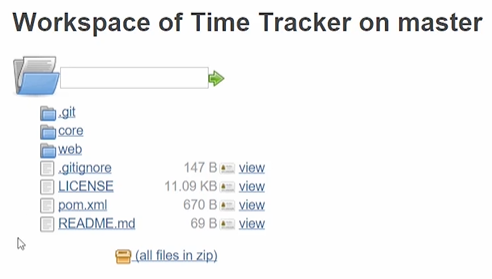 Workspace of Time Tracker on master
.git
core
web
.gitignore 147 B view
LICENSE 11.09 KB view
pom.xml 670 B view
README.md 69 B view
(all files in zip)